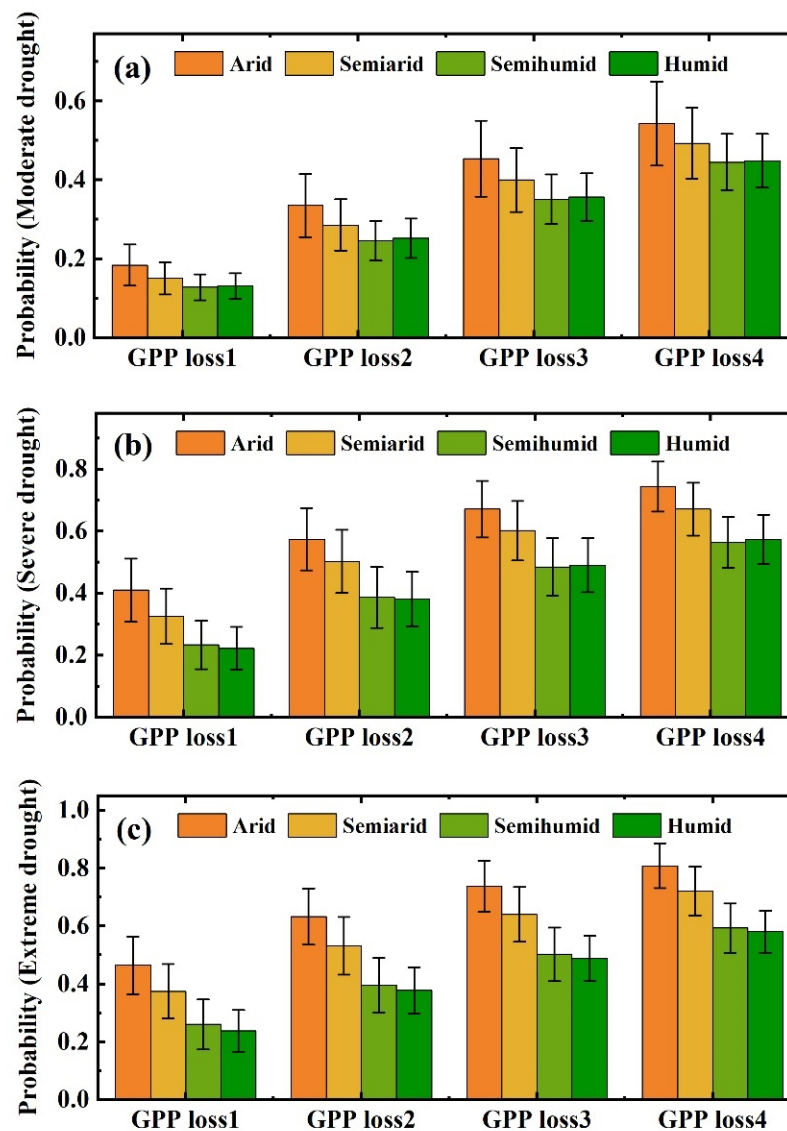 (a)
Arid Semiarid Semihumid Humid
Probability (Moderate drought)
0.6
0.4
0.2
0.0
GPP loss1 GPP loss2 GPP loss3 GPP loss4
(b)
Arid Semiarid Semihumid Humid
Probability (Severe drought)
0.8
0.6
0.4
0.2
0.0
GPP loss1 GPP loss2 GPP loss3 GPP loss4
(c)
Arid Semiarid Semihumid Humid
Probability (Extreme drought)
1.0
0.8
0.6
0.4
0.2
0.0
GPP loss1 GPP loss2 GPP loss3 GPP loss4